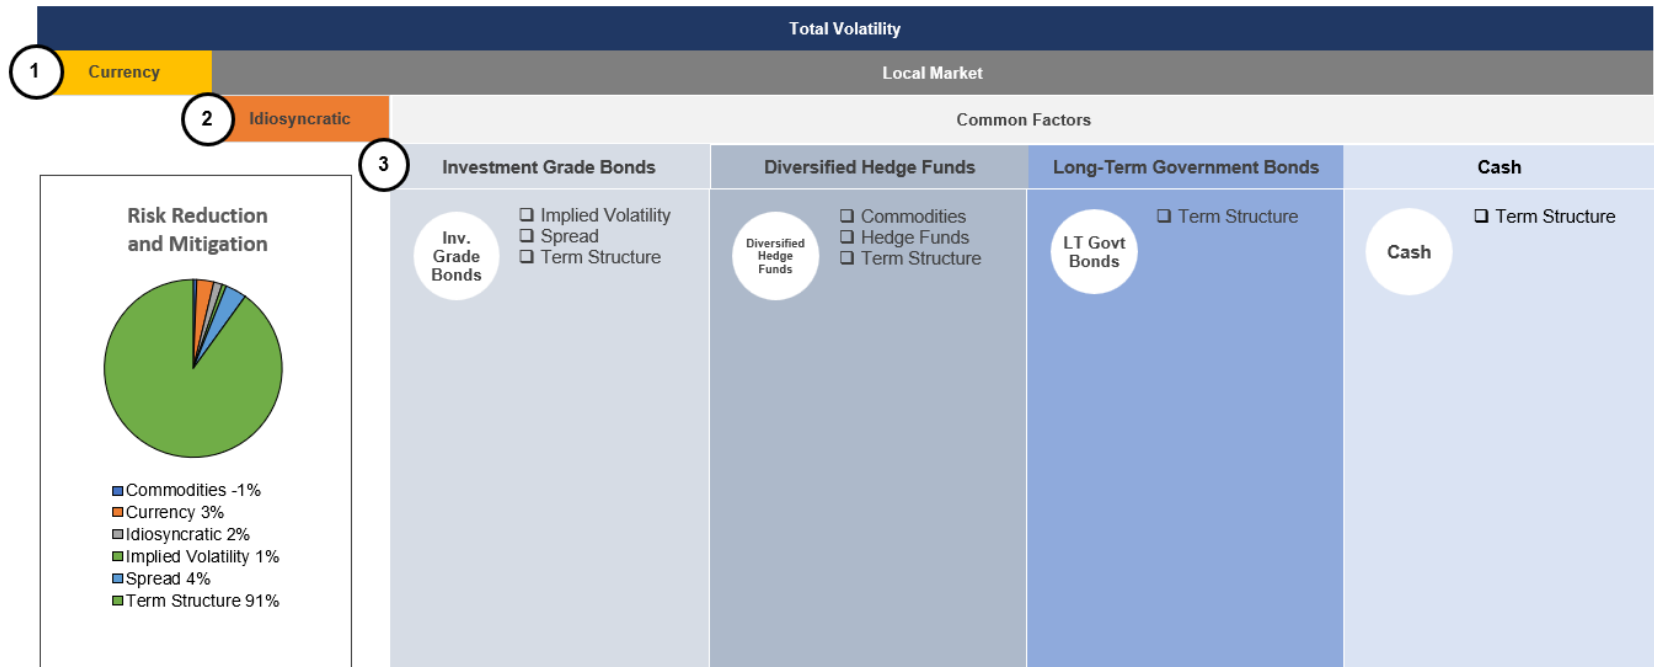 Total Volatility
1
Currency
Local Market
2
Idiosyncratic
Common Factors
3
Investment Grade Bonds
Diversified Hedge Funds
Long-Term Government Bonds
Cash
Risk Reduction
and Mitigation
Commodities -1%
Currency 3%
Idiosyncratic 2%
Implied Volatility 1%
Spread 4%
Term Structure 91%
Inv.
Grade
Bonds
Implied Volatility
Spread
Term Structure
Diversified
Hedge
Funds
Commodities
Hedge Funds
Term Structure
LT Govt
Bonds
Term Structure
Cash
Term Structure